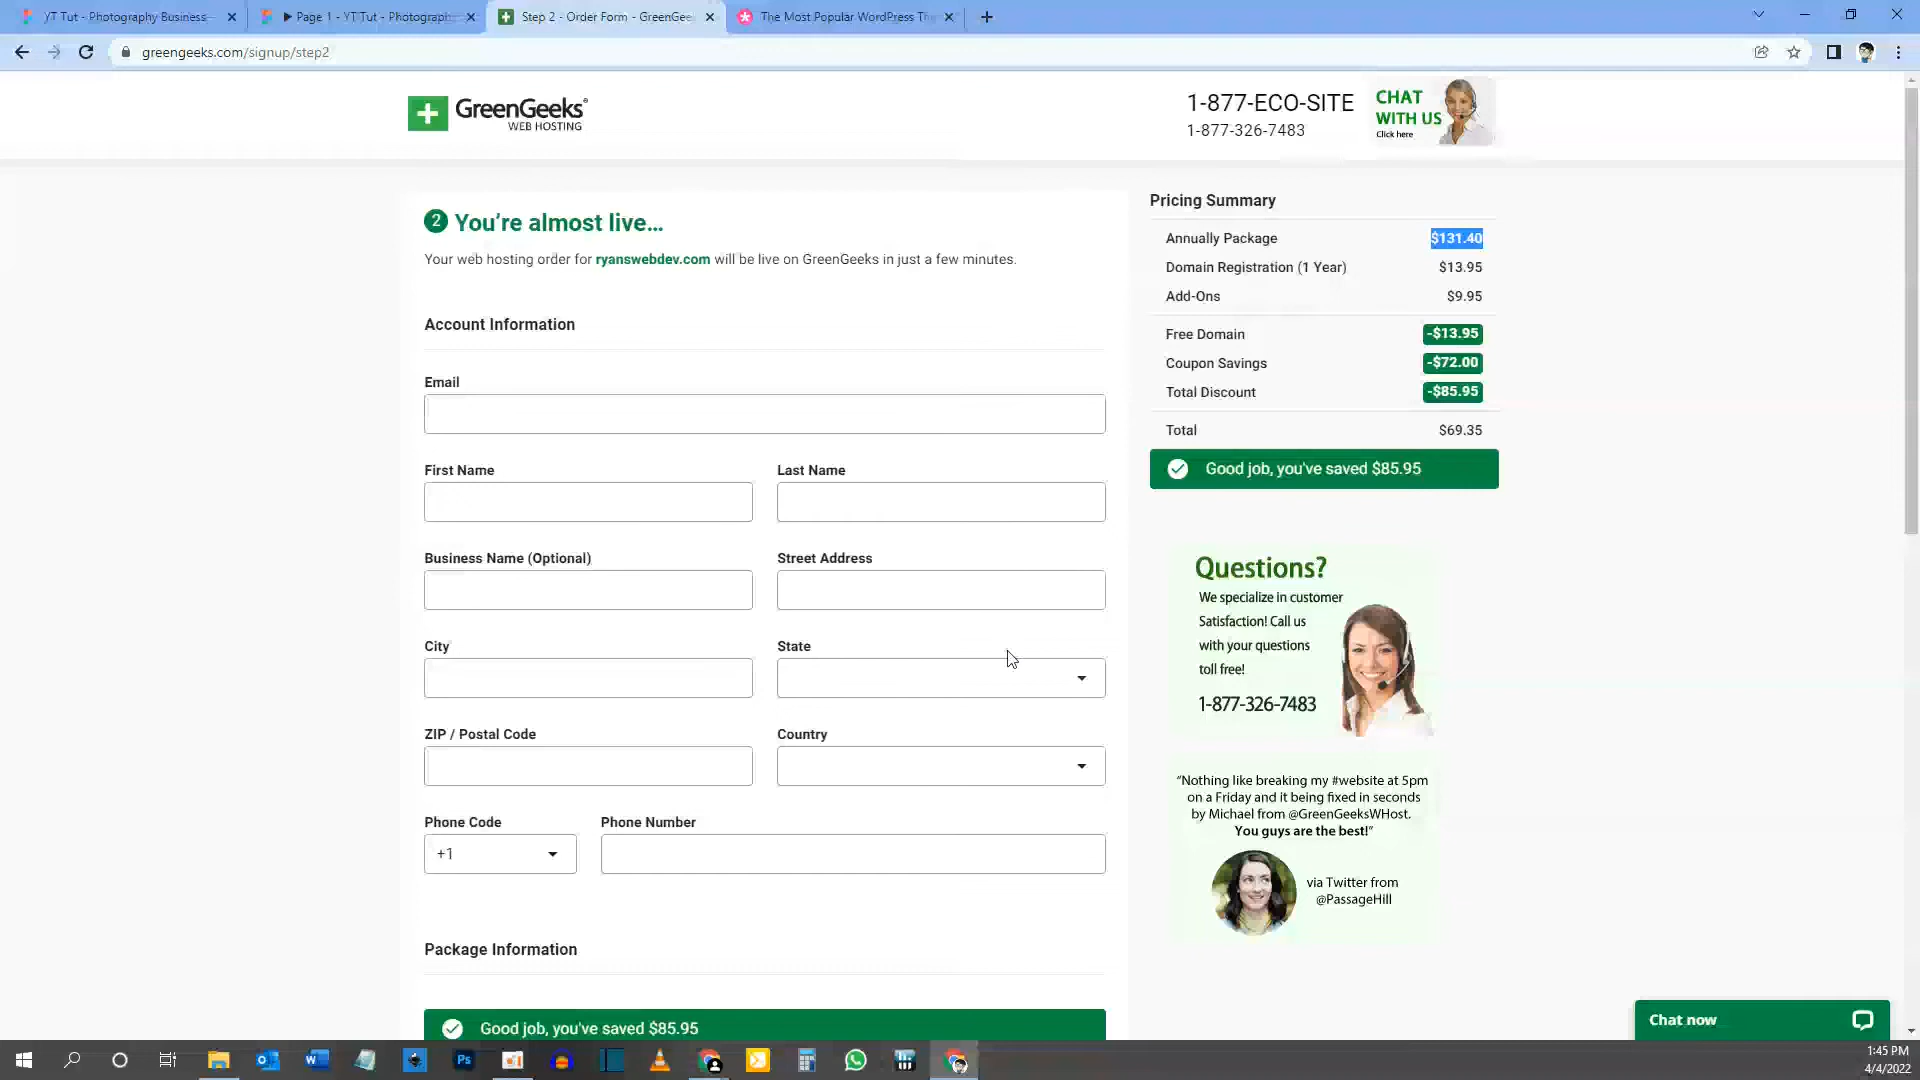 YT Tut - Photography Business
Page 1 - YT Tut - Photograph
Step 2 - Order Form - GreenGee
The Most Popular WordPress Th
greengeeks.com/signup/step2
GreenGeeks®
WEB HOSTING
1-877-ECO-SITE
1-877-326-7483
CHAT
WITH US
Click here
2 You're almost live...
Your web hosting order for ryanswebdev.com will be live on GreenGeeks in just a few minutes.
Account Information
Email
First Name
Last Name
Business Name (Optional)
Street Address
City
State
ZIP / Postal Code
Country
Phone Code
Phone Number
+1
Package Information
Good job, you've saved $85.95
Pricing Summary
Annually Package $131.40
Domain Registration (1 Year) $13.95
Add-Ons $9.95
Free Domain -$13.95
Coupon Savings -$72.00
Total Discount -$85.95
Total $69.35
Good job, you've saved $85.95
Questions?
We specialize in customer
Satisfaction! Call us
with your questions
toll free!
1-877-326-7483
"Nothing like breaking my #website at 5pm
on a Friday and it being fixed in seconds
by Michael from @GreenGeeksWHost.
You guys are the best!"
via Twitter from
@PassageHill
Chat now
Ps
1:45 PM
4/4/2022